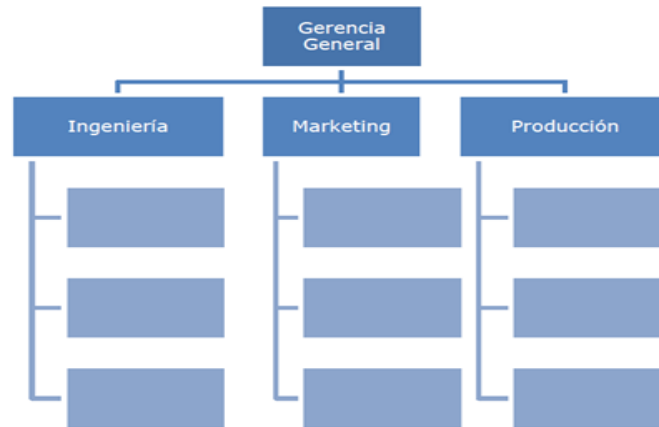 Gerencia
General
Ingeniería
Marketing
Producción